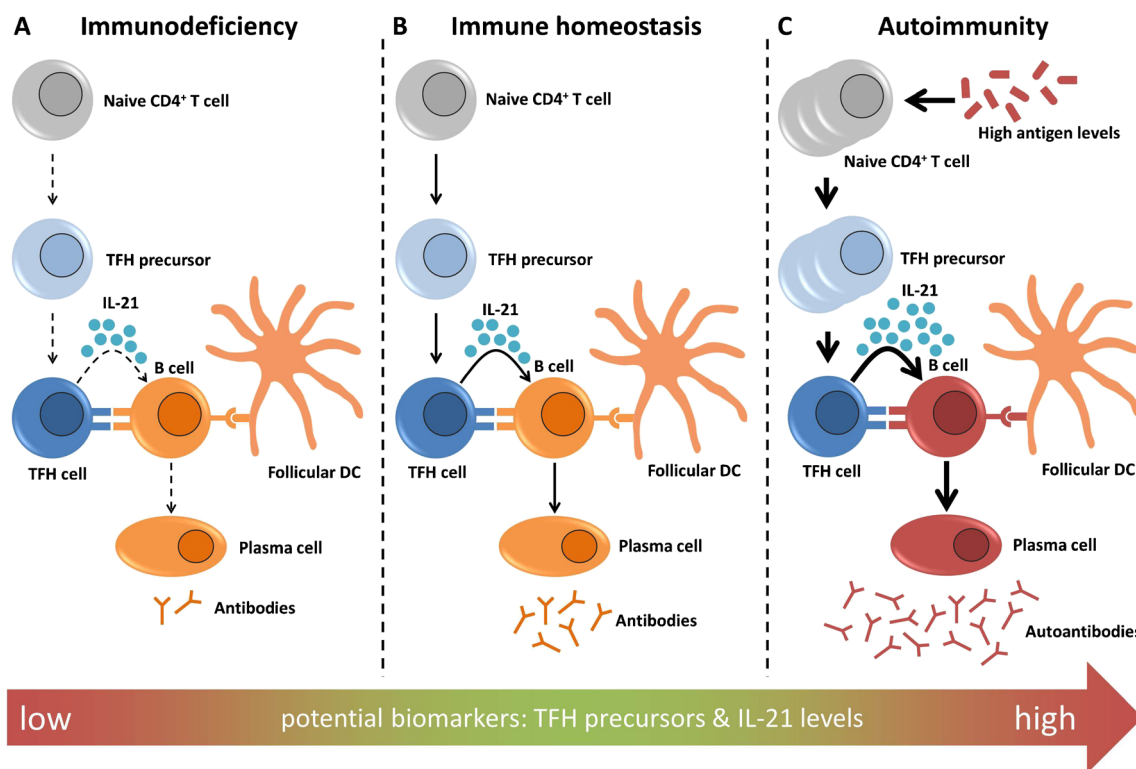 A Immunodeficiency
Naive CD4⁺ T cell
TFH precursor
IL-21
B cell
TFH cell
Follicular DC
Plasma cell
Antibodies
B Immune homeostasis
Naive CD4⁺ T cell
TFH precursor
IL-21
B cell
TFH cell
Follicular DC
Plasma cell
Antibodies
C Autoimmunity
High antigen levels
Naive CD4⁺ T cell
TFH precursor
IL-21
B cell
TFH cell
Follicular DC
Plasma cell
Autoantibodies
low potential biomarkers: TFH precursors & IL-21 levels high